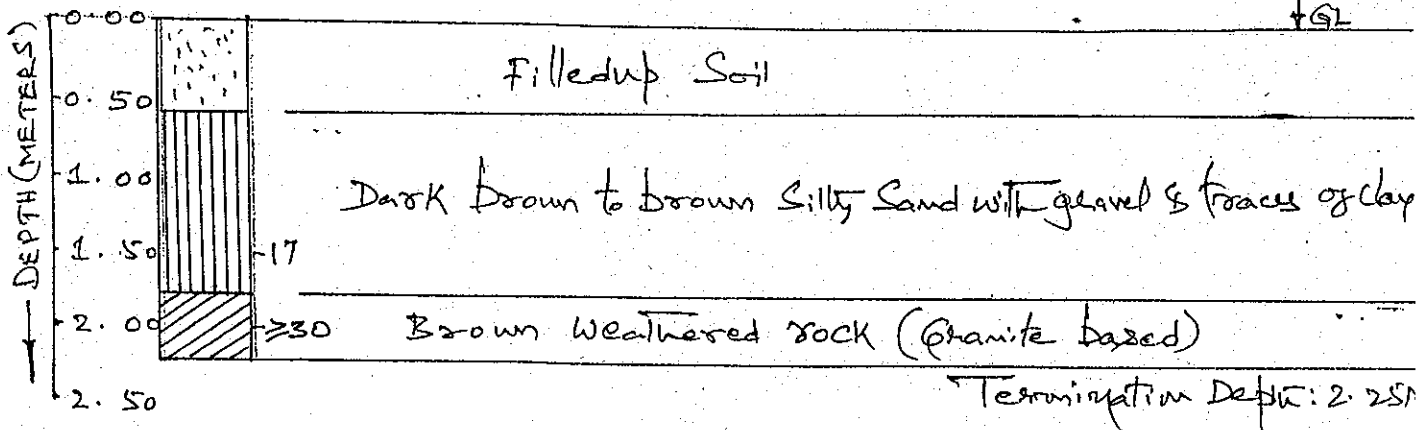 GL
0.00
Filledup Soil
0.50
1.00
Dark brown to brown Silty Sand with gravel & traces of clay
1.50
17
2.00
≥30
Brown weathered rock (Granite based)
2.50
Termination Depth: 2.25M
DEPTH (METERS)